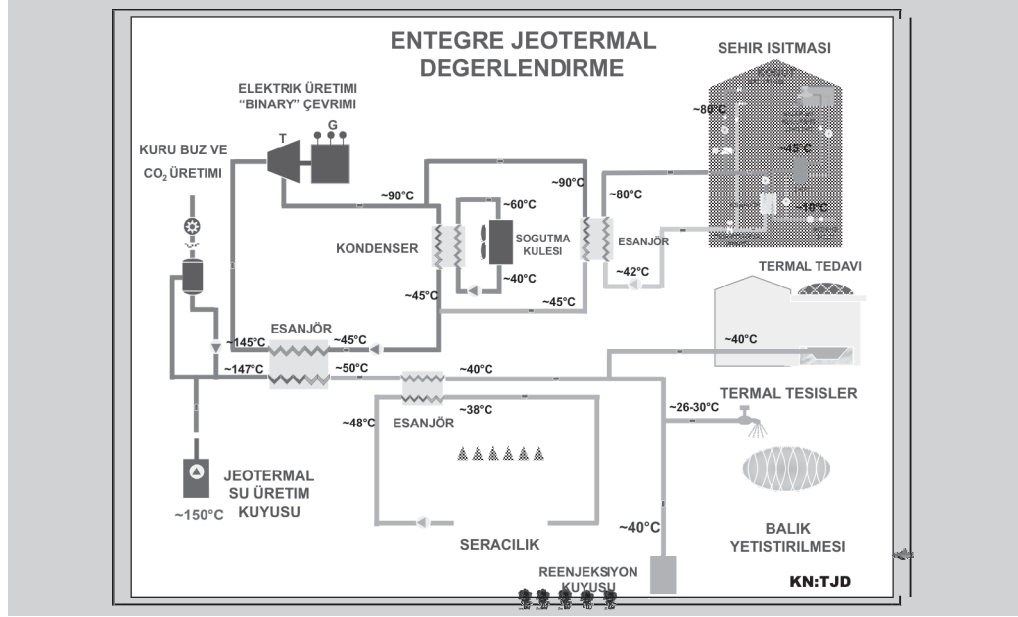 ENTEGRE JEOTERMAL
DEGERLENDIRME
SEHIR ISITMASI
ELEKTRIK ÜRETIMI
“BINARY” ÇEVRIMI
T
G
KURU BUZ VE
CO₂ ÜRETIMI
~80°C
~45°C
~10°C
~90°C
~90°C
~80°C
~60°C
KONDENSER
SOGUTMA
KULESI
ESANJÖR
~40°C
~42°C
~45°C
~45°C
TERMAL TEDAVI
ESANJÖR
~145°C
~45°C
~40°C
~147°C
~50°C
~40°C
TERMAL TESISLER
~48°C
ESANJÖR
~38°C
~26-30°C
JEOTERMAL
SU ÜRETIM
KUYUSU
~150°C
SERACILIK
~40°C
BALIK
YETISTIRILMESI
REENJEKSIYON
KUYUSU
KN:TJD